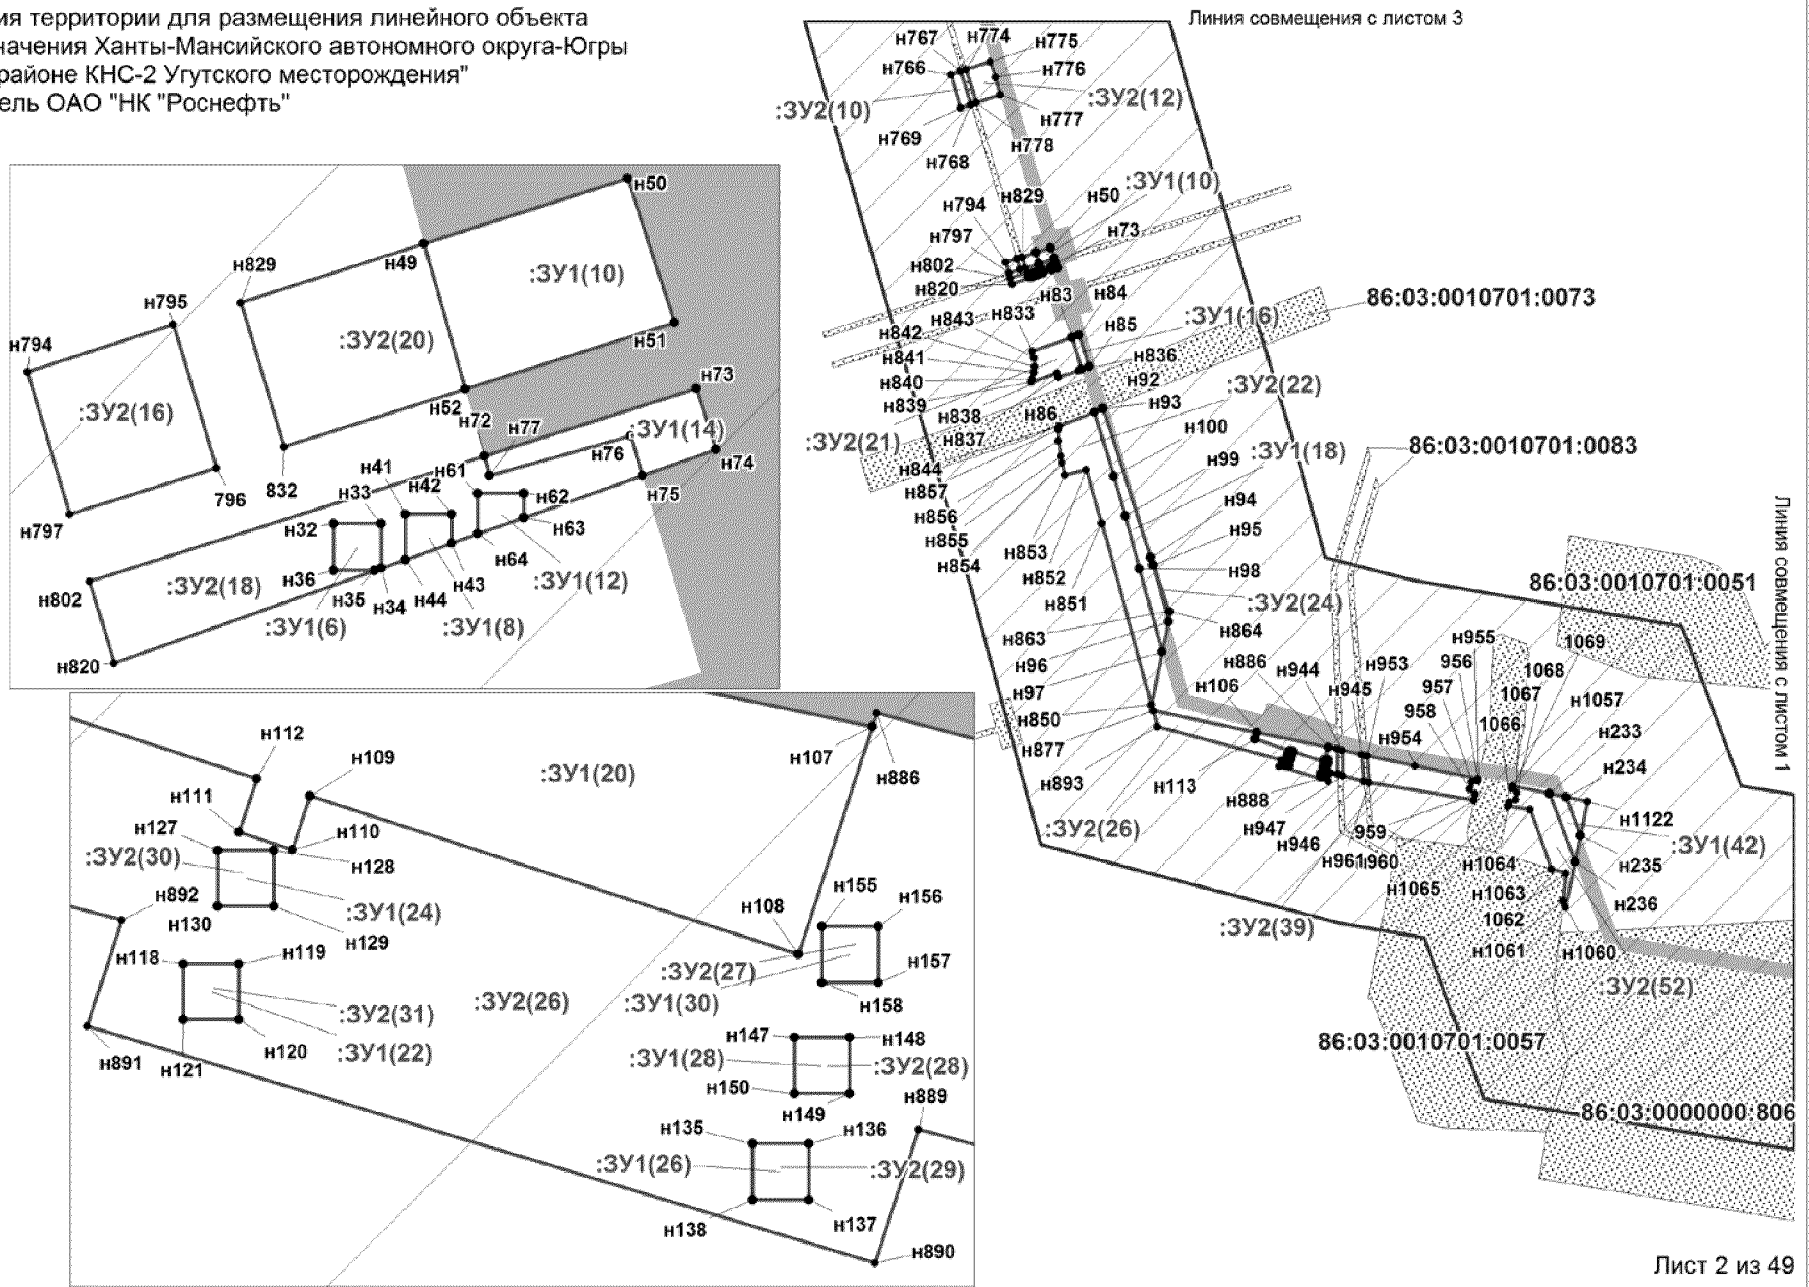 ия территории для размещения линейного объекта
начения Ханты-Мансийского автономного округа-Югры
районе КНС-2 Угутского месторождения"
ель ОАО "НК "Роснефть"
Линия совмещения с листом 3
н767
н774
н775
н766
н776
:ЗУ2(10)
:ЗУ2(12)
н769
н777
н768
н778
:ЗУ1(10)
н829
н50
н794
н73
н797
н802
н820
н83
н84
86:03:0010701:0073
н843
н833
н85
:ЗУ1(16)
н842
н841
н836
н840
н92
:ЗУ2(22)
н839
н838
н86
н93
:ЗУ2(21)
н837
н100
86:03:0010701:0083
н844
н99
:ЗУ1(18)
н857
н94
н856
н95
н855
н853
н854
н852
н98
н851
:ЗУ2(24)
86:03:0010701:0051
н863
н864
н96
н886
н944
н953
н955
956
1069
1068
н97
н106
н945
957
1067
н1057
н850
958
1066
н233
н877
н954
н234
н893
н113
н888
н1122
:ЗУ2(26)
н947
959
:ЗУ1(42)
н946
н961
960
н1064
н235
н1065
н1063
н236
:ЗУ2(39)
1062
н1061
н1060
:ЗУ2(52)
86:03:0010701:0057
86:03:0000000:806
Линия совмещения с листом 1
н50
н49
:ЗУ1(10)
н829
н795
н794
:ЗУ2(20)
н51
н73
:ЗУ2(16)
н52
н72
н77
:ЗУ1(14)
н76
н74
н41
н61
796
832
н33
н42
н75
н797
н32
н62
н63
н64
н36
н802
:ЗУ2(18)
н35
н34
н44
н43
:ЗУ1(12)
:ЗУ1(6)
:ЗУ1(8)
н820
н112
н109
н107
н886
:ЗУ1(20)
н111
н127
н110
:ЗУ2(30)
н128
н892
:ЗУ1(24)
н130
н129
н155
н156
н108
н118
н119
:ЗУ2(27)
н157
:ЗУ2(31)
:ЗУ2(26)
:ЗУ1(30)
н158
н891
н121
н120
:ЗУ1(22)
н147
н148
:ЗУ1(28)
:ЗУ2(28)
н150
н149
н889
н135
н136
:ЗУ1(26)
:ЗУ2(29)
н138
н137
н890
Лист 2 из 49